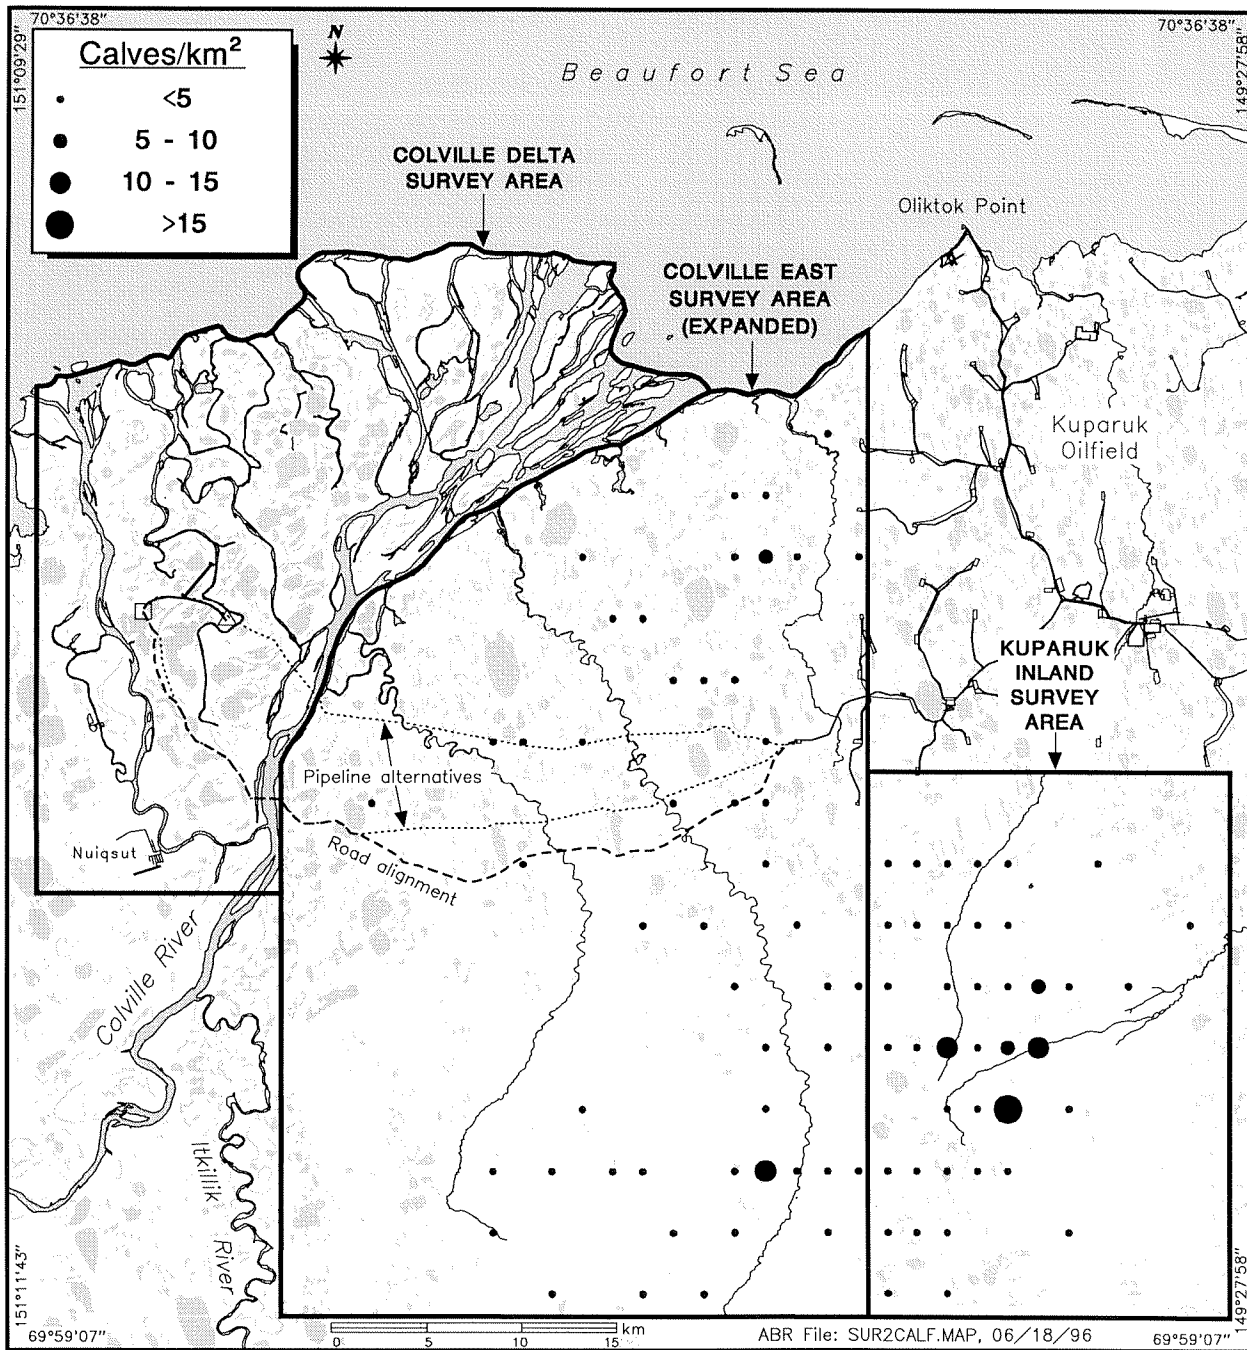 70°36'38"
70°36'38"
151°09'29"
149°27'58"
Calves/km²
<5
5 - 10
10 - 15
>15
N
Beaufort Sea
COLVILLE DELTA
SURVEY AREA
Oliktok Point
COLVILLE EAST
SURVEY AREA
(EXPANDED)
Kuparuk
Oilfield
KUPARUK
INLAND
SURVEY
AREA
Pipeline alternatives
Road alignment
Nuiqsut
Colville River
Itkillik
River
151°11'43"
149°27'58"
69°59'07"
0 5 10 15 km
ABR File: SUR2CALF.MAP, 06/18/96
69°59'07"